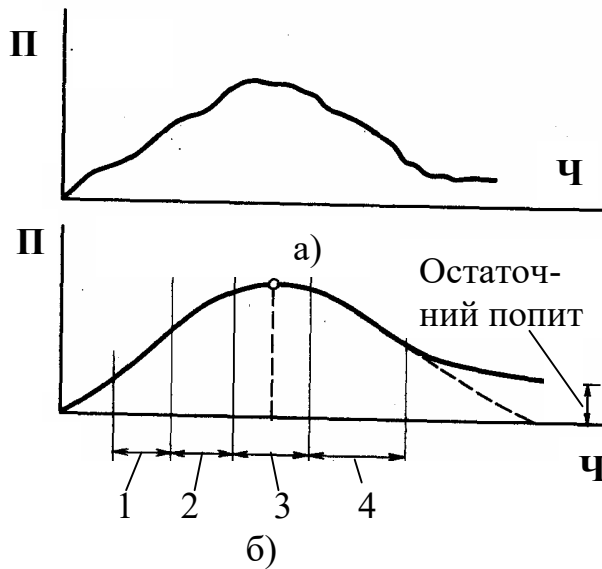 П
Ч
а)
П
Остаточ-
ний попит
Ч
1 2 3 4
б)